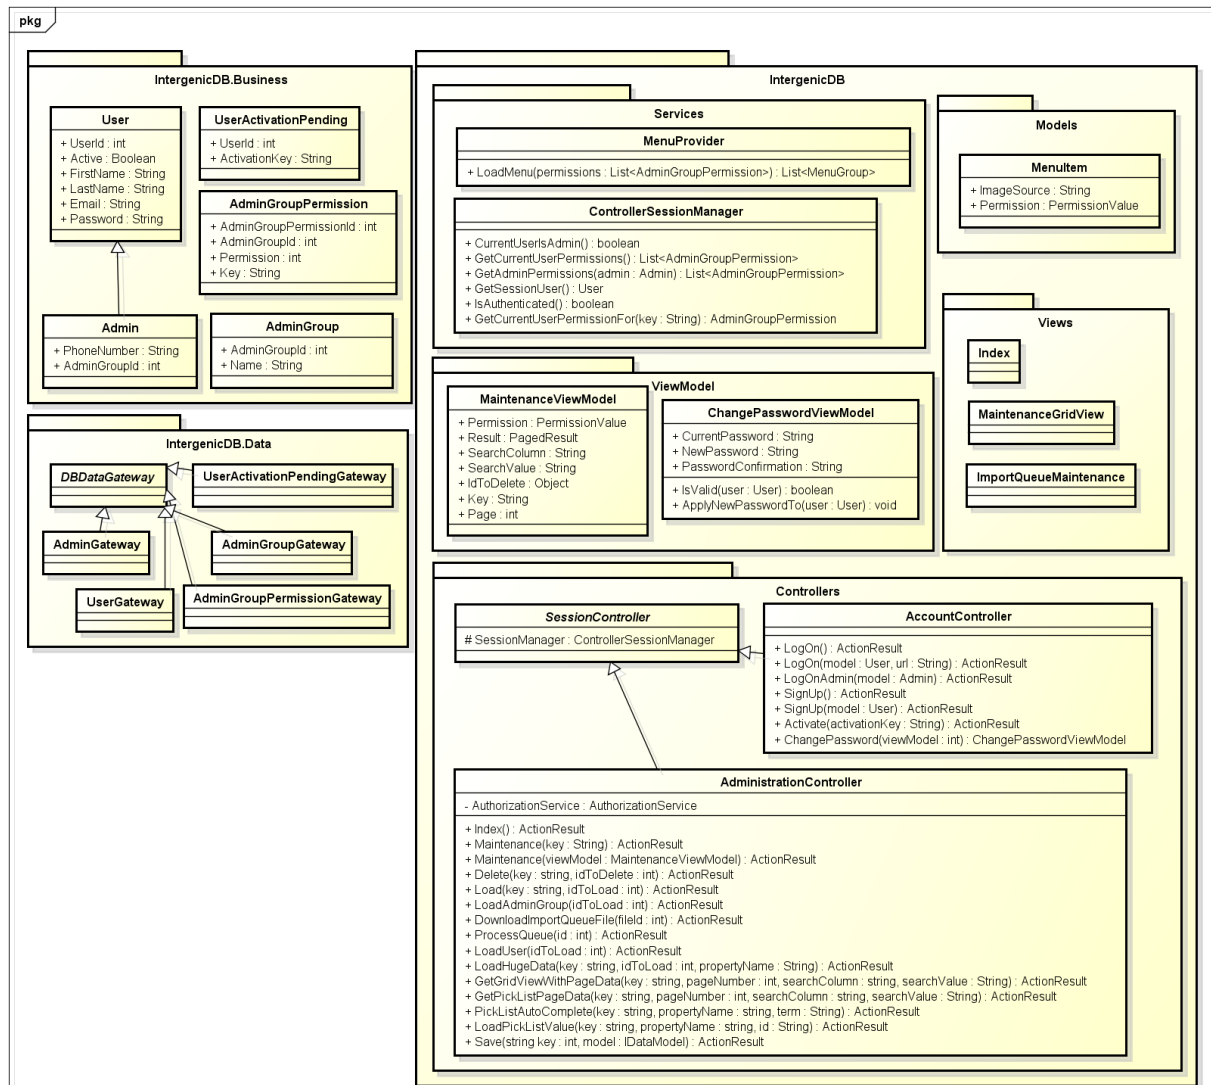 pkg
IntergenicDB.Business
User
+ UserId : int
+ Active : Boolean
+ FirstName : String
+ LastName : String
+ Email : String
+ Password : String
UserActivationPending
+ UserId : int
+ ActivationKey : String
AdminGroupPermission
+ AdminGroupPermissionId : int
+ AdminGroupId : int
+ Permission : int
+ Key : String
Admin
+ PhoneNumber : String
+ AdminGroupId : int
AdminGroup
+ AdminGroupId : int
+ Name : String
IntergenicDB.Data
DBDataGateway
UserActivationPendingGateway
AdminGateway
AdminGroupGateway
UserGateway
AdminGroupPermissionGateway
IntergenicDB
Services
MenuProvider
+ LoadMenu(permissions : List<AdminGroupPermission>) : List<MenuGroup>
ControllerSessionManager
+ CurrentUserIsAdmin() : boolean
+ GetCurrentUserPermissions() : List<AdminGroupPermission>
+ GetAdminPermissions(admin : Admin) : List<AdminGroupPermission>
+ GetSessionUser() : User
+ IsAuthenticated() : boolean
+ GetCurrentUserPermissionFor(key : String) : AdminGroupPermission
Models
MenuItem
+ ImageSource : String
+ Permission : PermissionValue
ViewModel
MaintenanceViewModel
+ Permission : PermissionValue
+ Result : PagedResult
+ SearchColumn : String
+ SearchValue : String
+ IdToDelete : Object
+ Key : String
+ Page : int
ChangePasswordViewModel
+ CurrentPassword : String
+ NewPassword : String
+ PasswordConfirmation : String
+ IsValid(user : User) : boolean
+ ApplyNewPasswordTo(user : User) : void
Views
Index
MaintenanceGridView
ImportQueueMaintenance
Controllers
SessionController
# SessionManager : ControllerSessionManager
AccountController
+ LogOn() : ActionResult
+ LogOn(model : User, url : String) : ActionResult
+ LogOnAdmin(model : Admin) : ActionResult
+ SignUp() : ActionResult
+ SignUp(model : User) : ActionResult
+ Activate(activationKey : String) : ActionResult
+ ChangePassword(viewModel : int) : ChangePasswordViewModel
AdministrationController
- AuthorizationService : AuthorizationService
+ Index() : ActionResult
+ Maintenance(key : String) : ActionResult
+ Maintenance(viewModel : MaintenanceViewModel) : ActionResult
+ Delete(key : string, idToDelete : int) : ActionResult
+ Load(key : string, idToLoad : int) : ActionResult
+ LoadAdminGroup(idToLoad : int) : ActionResult
+ DownloadImportQueueFile(fileId : int) : ActionResult
+ ProcessQueue(id : int) : ActionResult
+ LoadUser(idToLoad : int) : ActionResult
+ LoadHugeData(key : string, idToLoad : int, propertyName : String) : ActionResult
+ GetGridViewWithPageData(key : string, pageNumber : int, searchColumn : string, searchValue : String) : ActionResult
+ GetPickListPageData(key : string, pageNumber : int, searchColumn : string, searchValue : String) : ActionResult
+ PickListAutoComplete(key : string, propertyName : string, term : String) : ActionResult
+ LoadPickListValue(key : string, propertyName : string, id : String) : ActionResult
+ Save(string key : int, model : IDataModel) : ActionResult